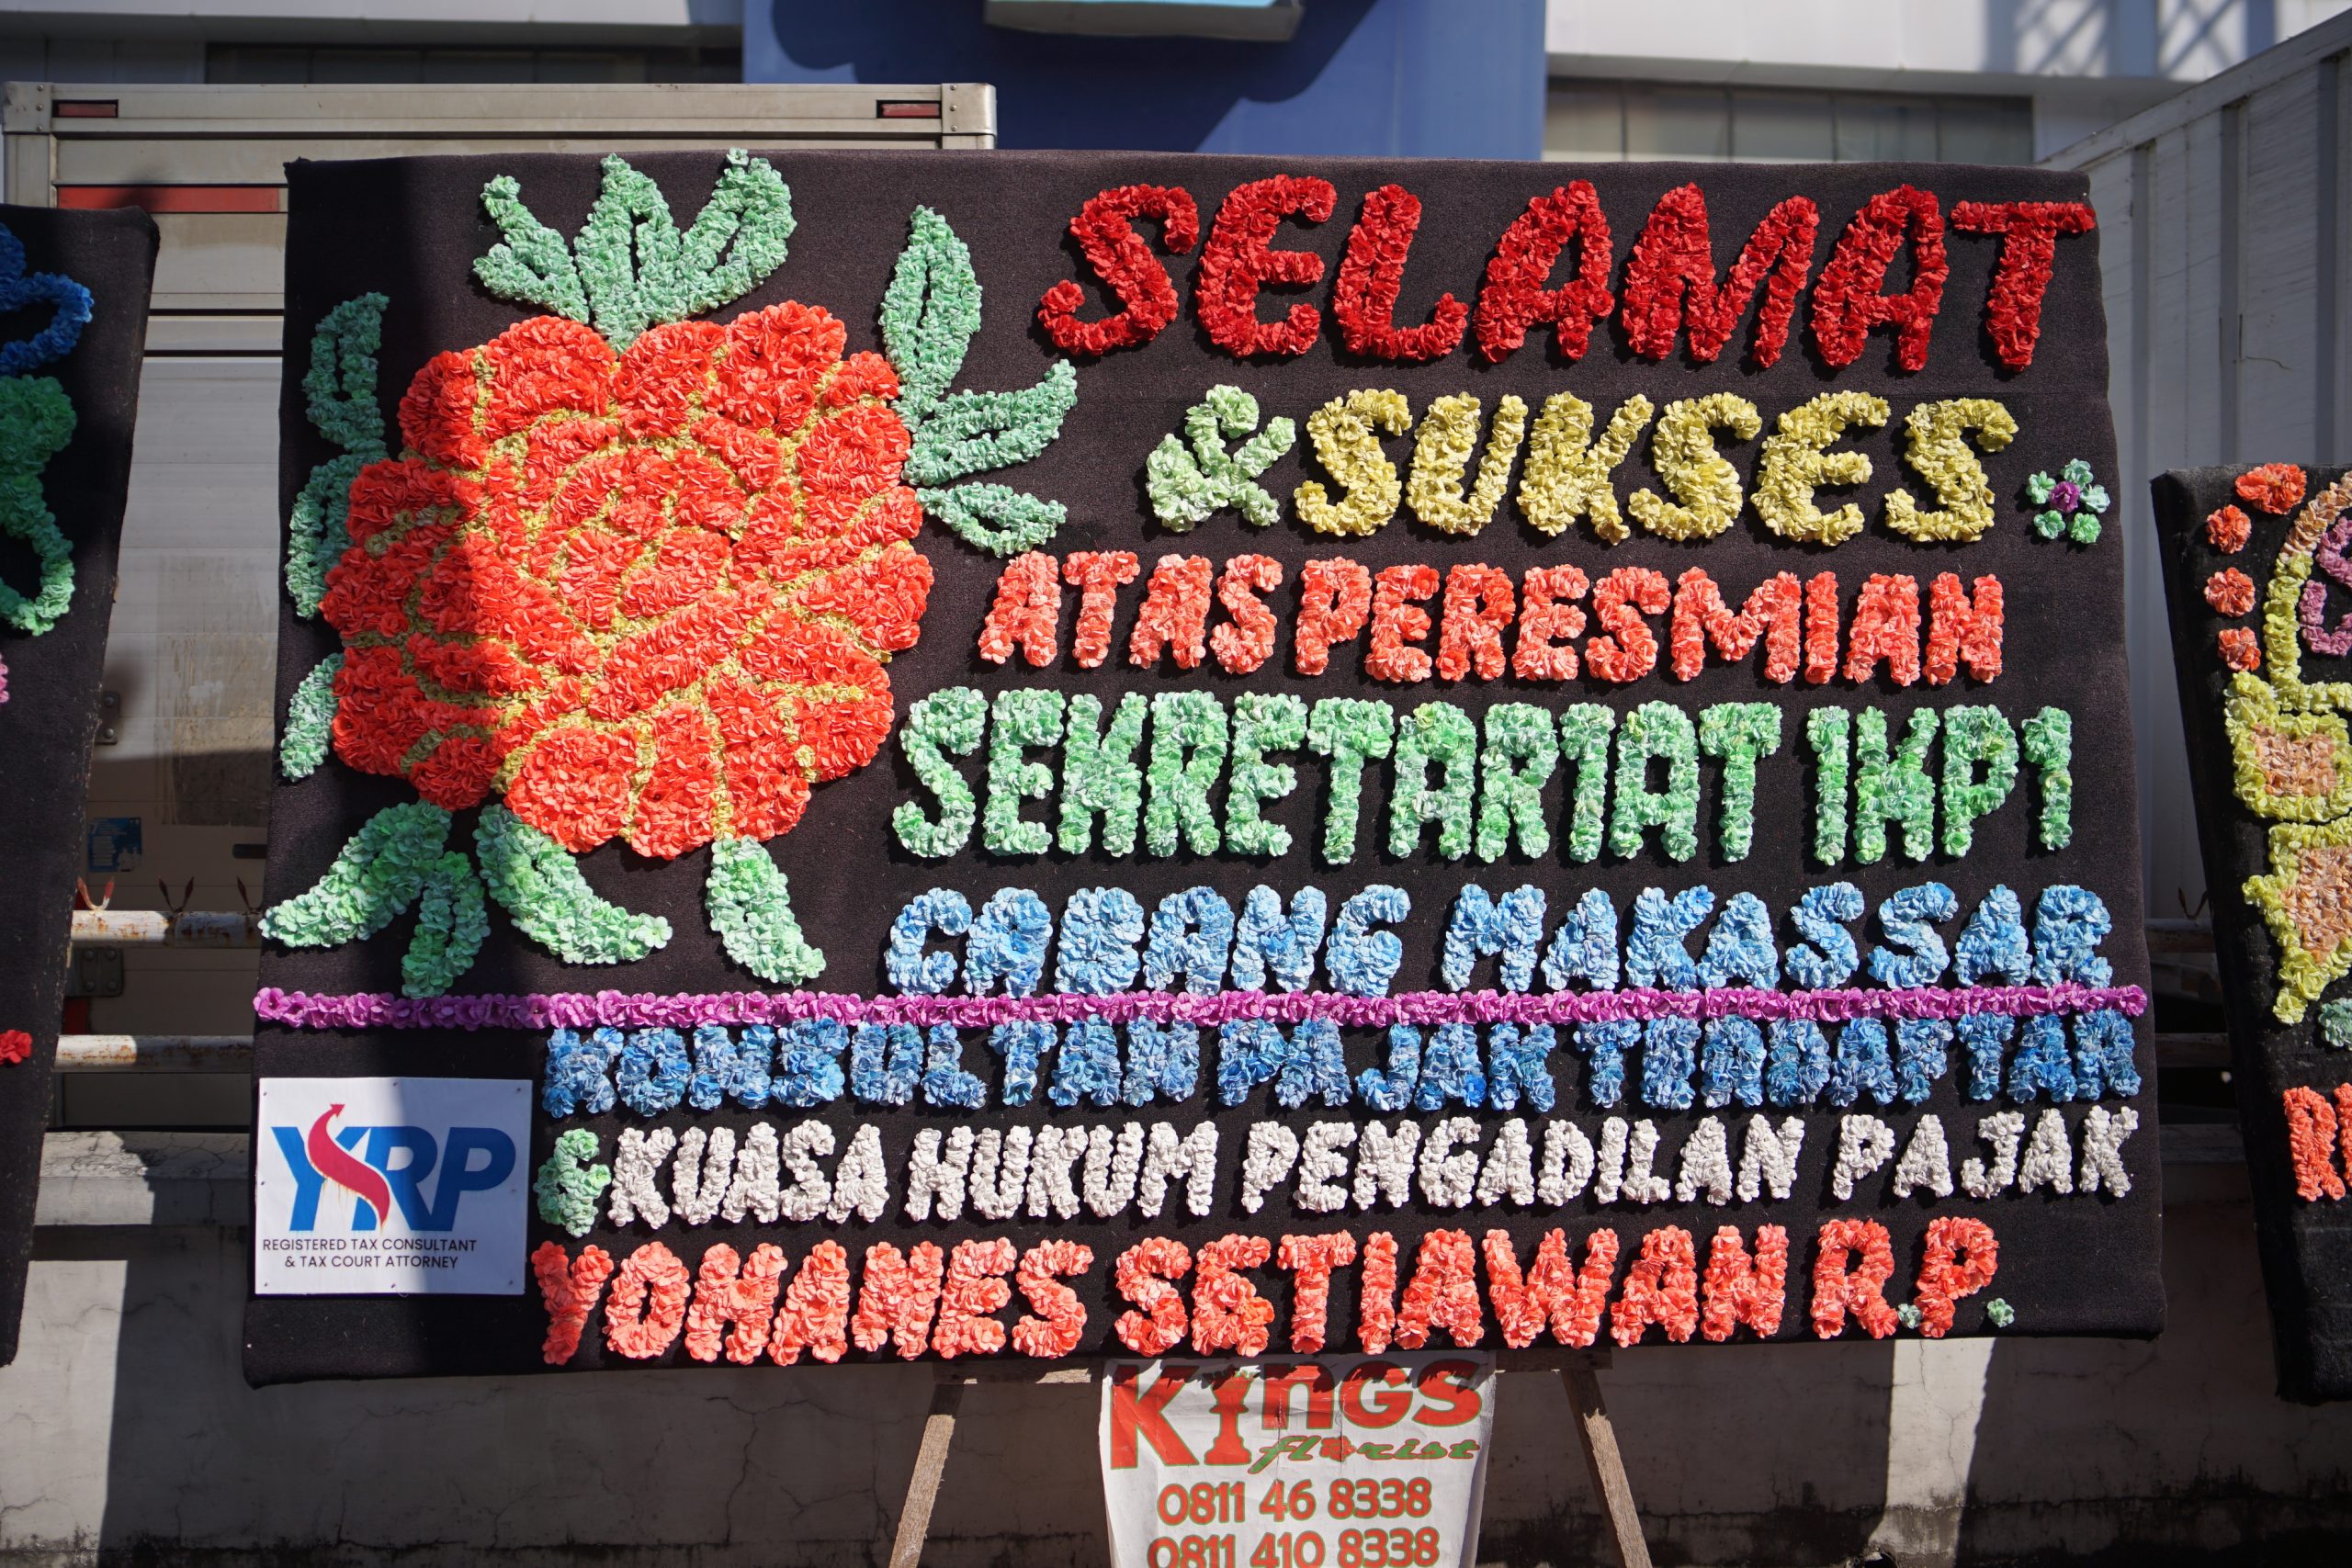 SELAMAT
& SUKSES
ATAS PERESMIAN
SEKRETARIAT IKPI
CABANG MAKASSAR
KONSULTAN PAJAK TERDAFTAR
& KUASA HUKUM PENGADILAN PAJAK
YOHANES SETIAWAN R.P.
YRP
REGISTERED TAX CONSULTANT
& TAX COURT ATTORNEY
KINGS
florist
0811 46 8338
0811 410 8338